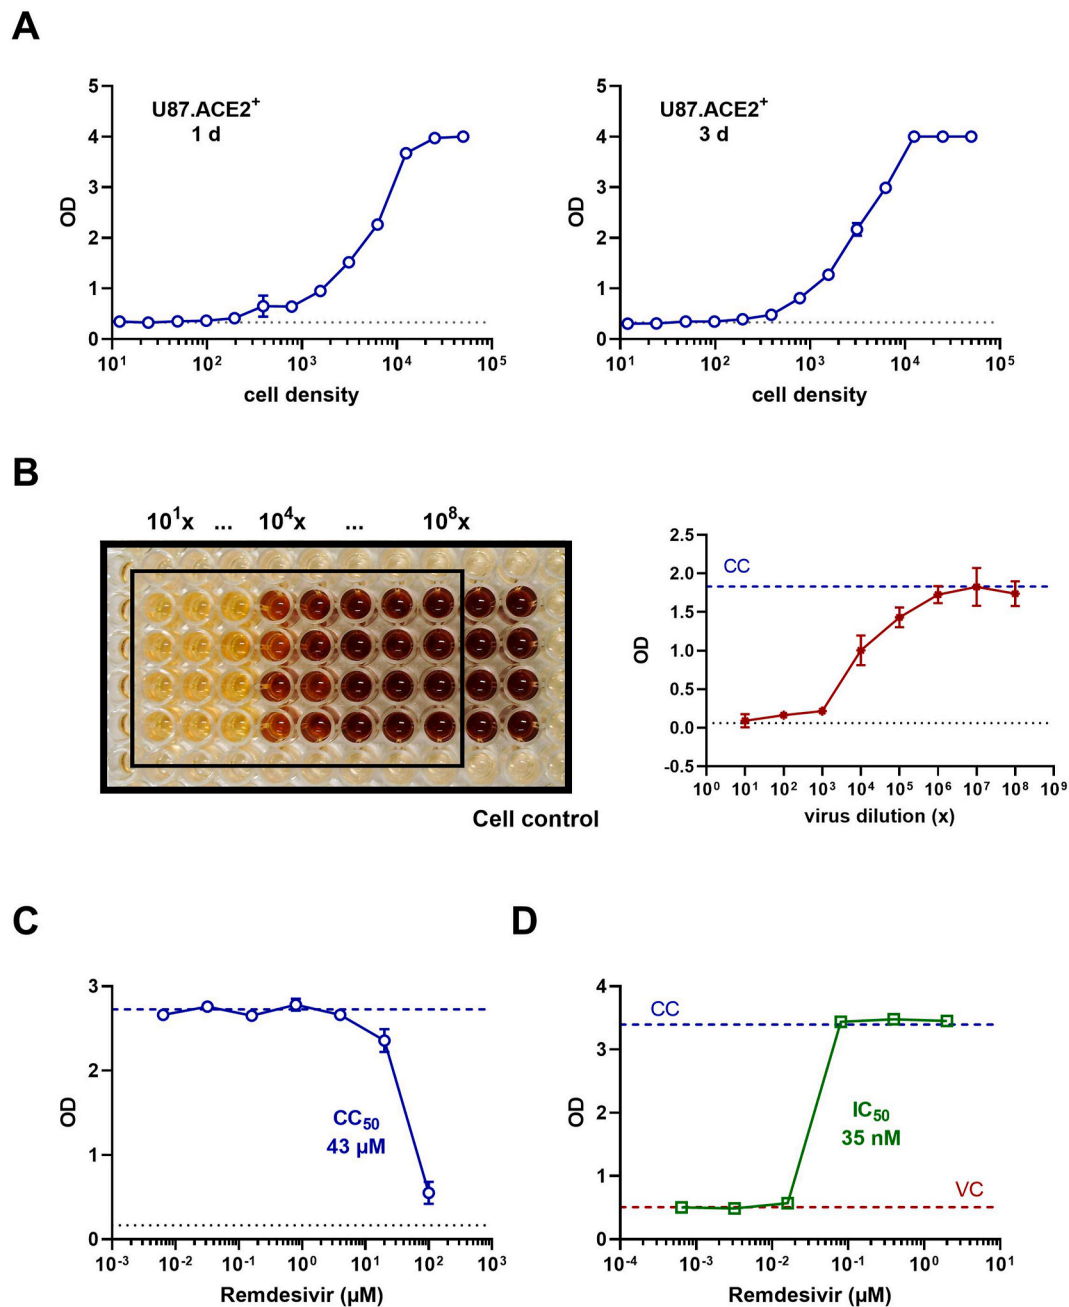 A
U87.ACE2⁺
1 d
OD
5
4
3
2
1
0
10¹ 10² 10³ 10⁴ 10⁵
cell density
U87.ACE2⁺
3 d
OD
5
4
3
2
1
0
10¹ 10² 10³ 10⁴ 10⁵
cell density
B
10¹x ... 10⁴x ... 10⁸x
Cell control
OD
2.5
2.0
1.5
1.0
0.5
0.0
-0.5
CC
10⁰ 10¹ 10² 10³ 10⁴ 10⁵ 10⁶ 10⁷ 10⁸ 10⁹
virus dilution (x)
C
OD
3
2
1
0
CC₅₀
43 µM
10⁻³ 10⁻² 10⁻¹ 10⁰ 10¹ 10² 10³
Remdesivir (µM)
D
OD
4
3
2
1
0
CC
IC₅₀
35 nM
VC
10⁻⁴ 10⁻³ 10⁻² 10⁻¹ 10⁰ 10¹
Remdesivir (µM)